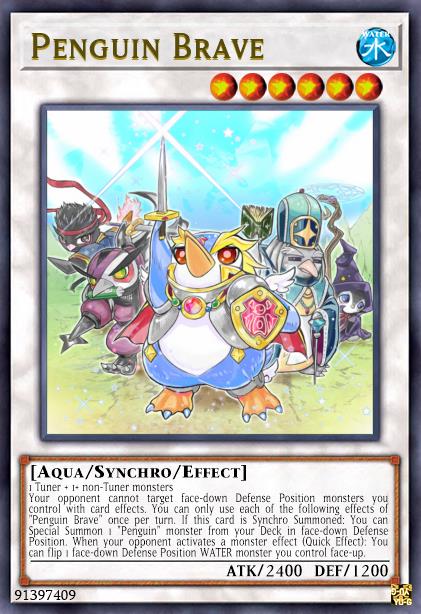 PENGUIN BRAVE
WATER
水
[AQUA/SYNCHRO/EFFECT]
1 Tuner + 1+ non-Tuner monsters
Your opponent cannot target face-down Defense Position monsters you
control with card effects. You can only use each of the following effects of
"Penguin Brave" once per turn. If this card is Synchro Summoned: You can
Special Summon 1 "Penguin" monster from your Deck in face-down Defense
Position. When your opponent activates a monster effect (Quick Effect): You
can flip 1 face-down Defense Position WATER monster you control face-up.
ATK/2400 DEF/1200
91397409